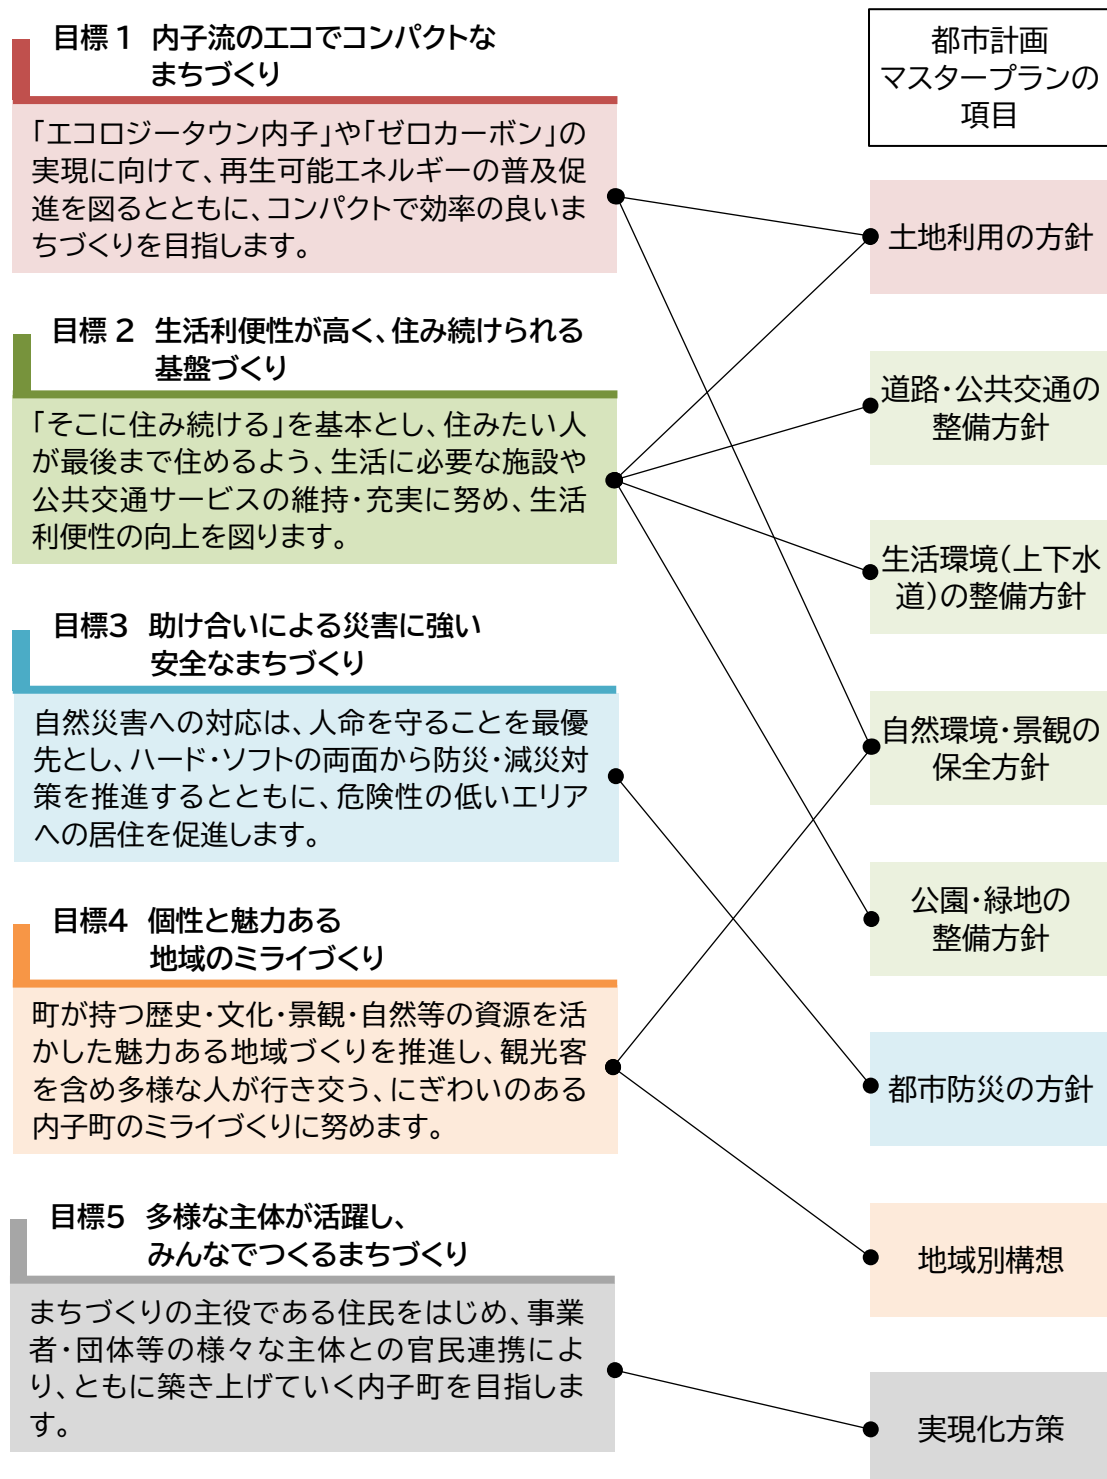 目標1 内子流のエコでコンパクトな
まちづくり
「エコロジータウン内子」や「ゼロカーボン」の
実現に向けて、再生可能エネルギーの普及促
進を図るとともに、コンパクトで効率の良いま
ちづくりを目指します。
目標2 生活利便性が高く、住み続けられる
基盤づくり
「そこに住み続ける」を基本とし、住みたい人
が最後まで住めるよう、生活に必要な施設や
公共交通サービスの維持・充実に努め、生活
利便性の向上を図ります。
目標3 助け合いによる災害に強い
安全なまちづくり
自然災害への対応は、人命を守ることを最優
先とし、ハード・ソフトの両面から防災・減災対
策を推進するとともに、危険性の低いエリア
への居住を促進します。
目標4 個性と魅力ある
地域のミライづくり
町が持つ歴史・文化・景観・自然等の資源を活
かした魅力ある地域づくりを推進し、観光客
を含め多様な人が行き交う、にぎわいのある
内子町のミライづくりに努めます。
目標5 多様な主体が活躍し、
みんなでつくるまちづくり
まちづくりの主役である住民をはじめ、事業
者・団体等の様々な主体との官民連携によ
り、ともに築き上げていく内子町を目指しま
す。
都市計画
マスタープランの
項目
土地利用の方針
道路・公共交通の
整備方針
生活環境(上下水
道)の整備方針
自然環境・景観の
保全方針
公園・緑地の
整備方針
都市防災の方針
地域別構想
実現化方策